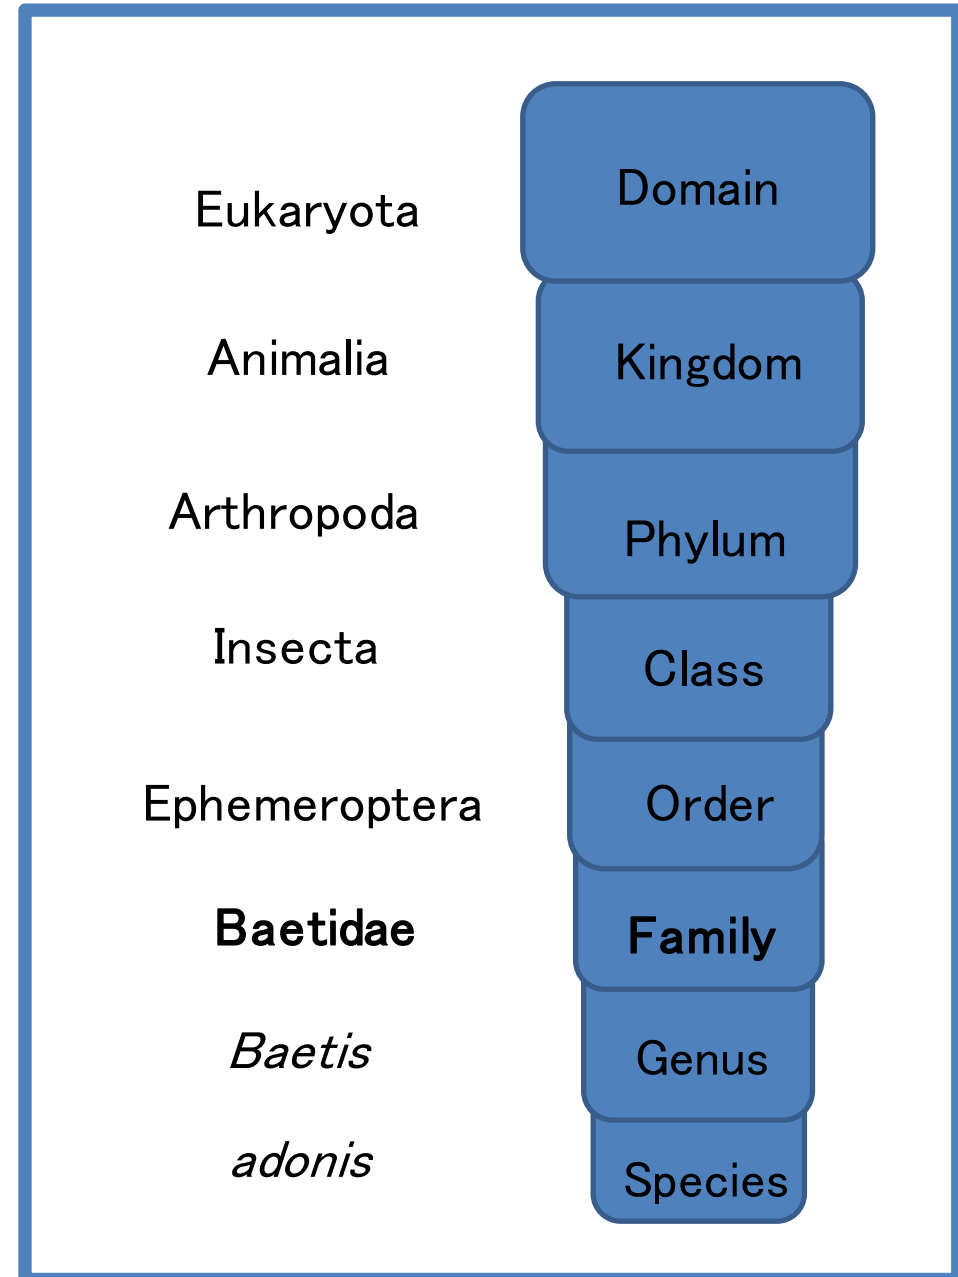 Eukaryota Domain
Animalia Kingdom
Arthropoda Phylum
Insecta Class
Ephemeroptera Order
Baetidae Family
Baetis Genus
adonis Species